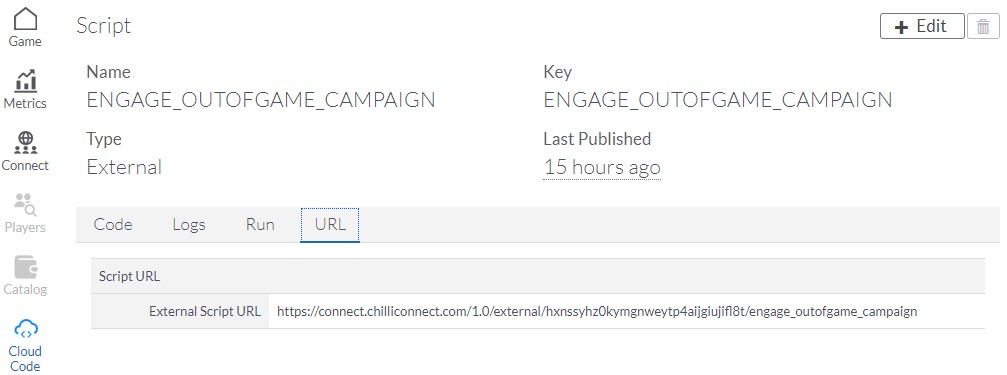 Game
Metrics
Connect
Players
Catalog
Cloud
Code
Script
+ Edit
Name
ENGAGE_OUTOFGAME_CAMPAIGN
Key
ENGAGE_OUTOFGAME_CAMPAIGN
Type
External
Last Published
15 hours ago
Code Logs Run URL
Script URL
External Script URL https://connect.chilliconnect.com/1.0/external/hxnssyhz0kymgnweytp4aijgiujifl8t/engage_outofgame_campaign